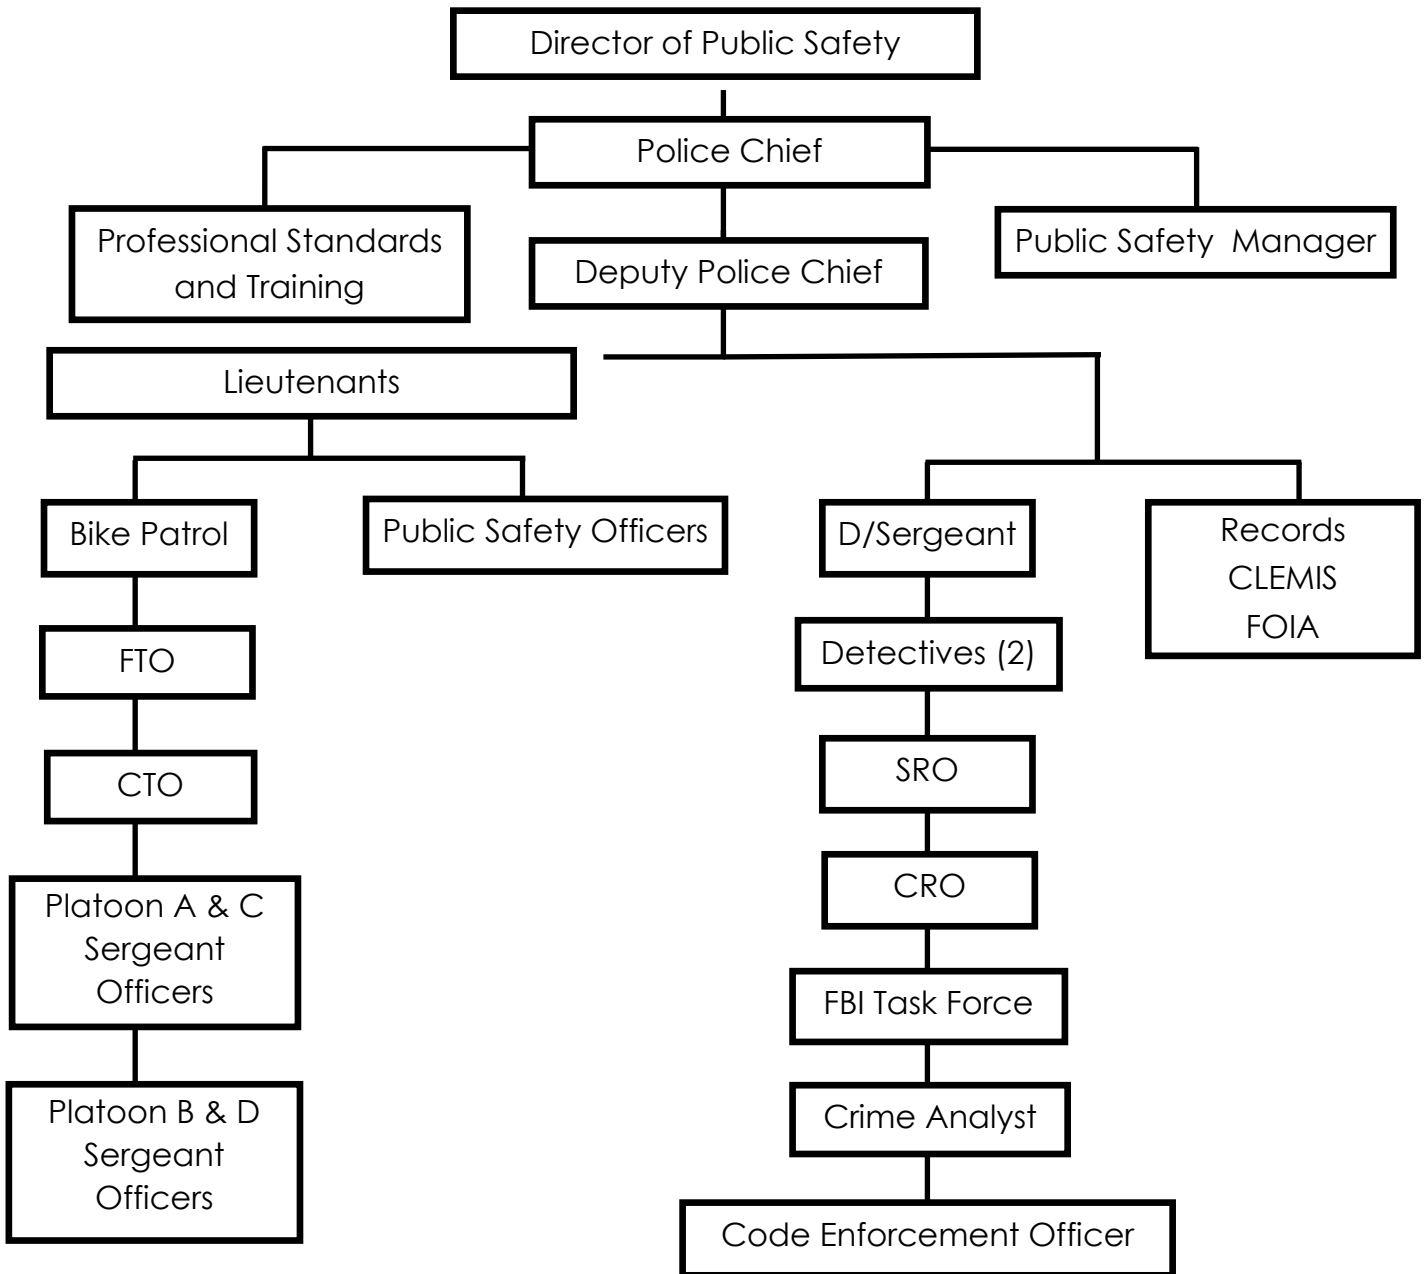 Director of Public Safety
Police Chief
Professional Standards
and Training
Deputy Police Chief
Public Safety Manager
Lieutenants
Bike Patrol
Public Safety Officers
D/Sergeant
Records
CLEMIS
FOIA
FTO
Detectives (2)
CTO
SRO
Platoon A & C
Sergeant
Officers
CRO
FBI Task Force
Platoon B & D
Sergeant
Officers
Crime Analyst
Code Enforcement Officer